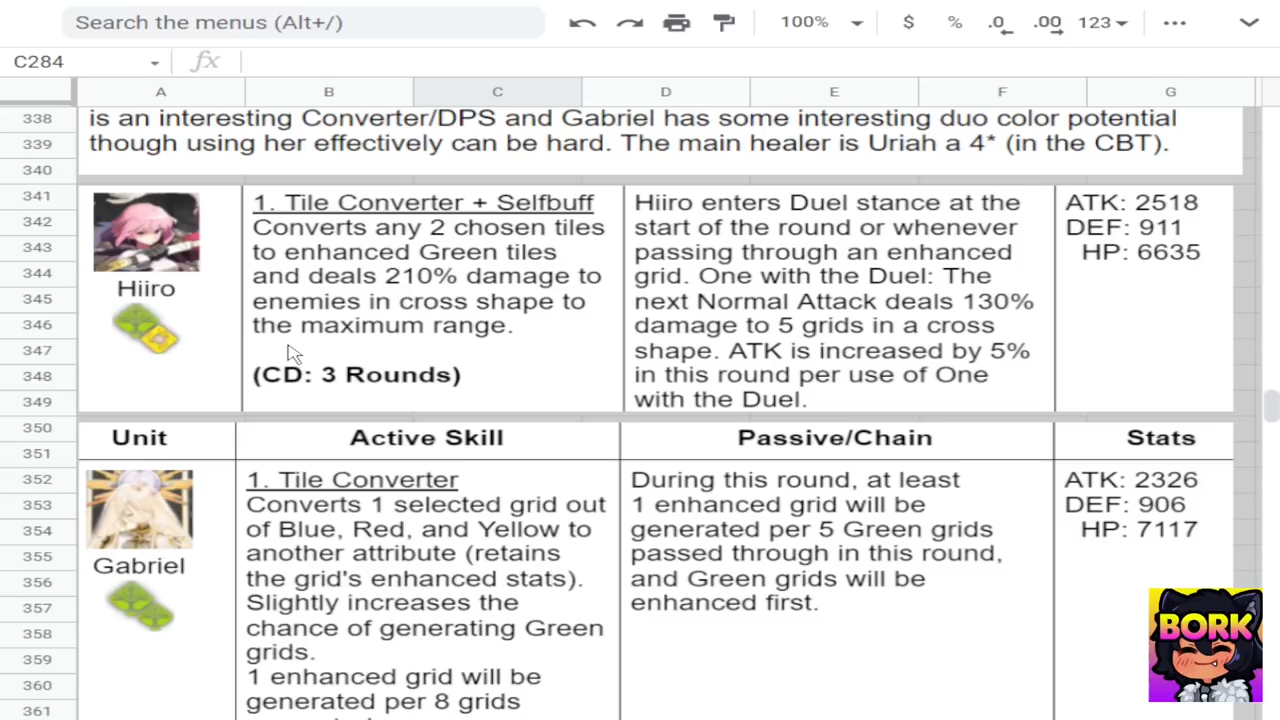 Search the menus (Alt+/)
100%
$
%
.0
.00
123
C284
fx
A
B
C
D
E
F
G
338
339
340
341
342
343
344
345
346
347
348
349
350
351
352
353
354
355
356
357
358
359
360
361
is an interesting Converter/DPS and Gabriel has some interesting duo color potential
though using her effectively can be hard. The main healer is Uriah a 4* (in the CBT).
Hiiro
1. Tile Converter + Selfbuff
Converts any 2 chosen tiles
to enhanced Green tiles
and deals 210% damage to
enemies in cross shape to
the maximum range.
(CD: 3 Rounds)
Hiiro enters Duel stance at the
start of the round or whenever
passing through an enhanced
grid. One with the Duel: The
next Normal Attack deals 130%
damage to 5 grids in a cross
shape. ATK is increased by 5%
in this round per use of One
with the Duel.
ATK: 2518
DEF: 911
HP: 6635
Unit
Active Skill
Passive/Chain
Stats
Gabriel
1. Tile Converter
Converts 1 selected grid out
of Blue, Red, and Yellow to
another attribute (retains
the grid's enhanced stats).
Slightly increases the
chance of generating Green
grids.
1 enhanced grid will be
generated per 8 grids
During this round, at least
1 enhanced grid will be
generated per 5 Green grids
passed through in this round,
and Green grids will be
enhanced first.
ATK: 2326
DEF: 906
HP: 7117
BORK